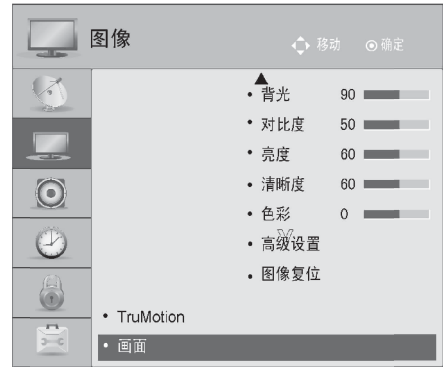 图像
移动 ⊙确定
• 背光 90
• 对比度 50
• 亮度 60
• 清晰度 60
• 色彩 0
• 高级设置
• 图像复位
• TruMotion
• 画面